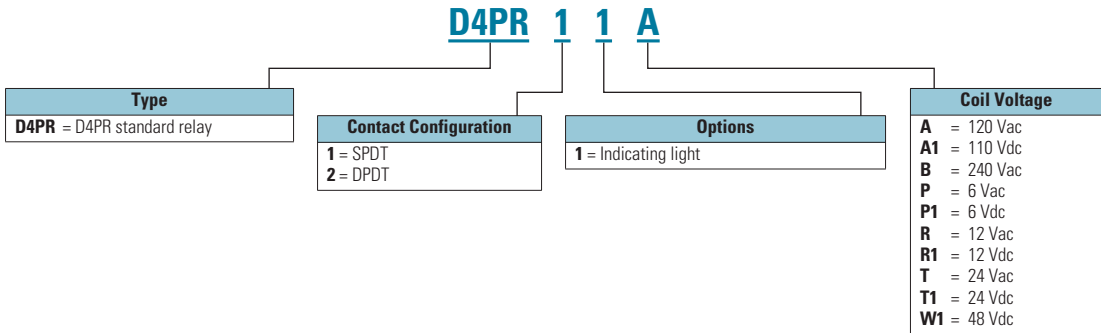 D4PR 1 1 A
Type
D4PR = D4PR standard relay
Contact Configuration
1 = SPDT
2 = DPDT
Options
1 = Indicating light
Coil Voltage
A = 120 Vac
A1 = 110 Vdc
B = 240 Vac
P = 6 Vac
P1 = 6 Vdc
R = 12 Vac
R1 = 12 Vdc
T = 24 Vac
T1 = 24 Vdc
W1 = 48 Vdc